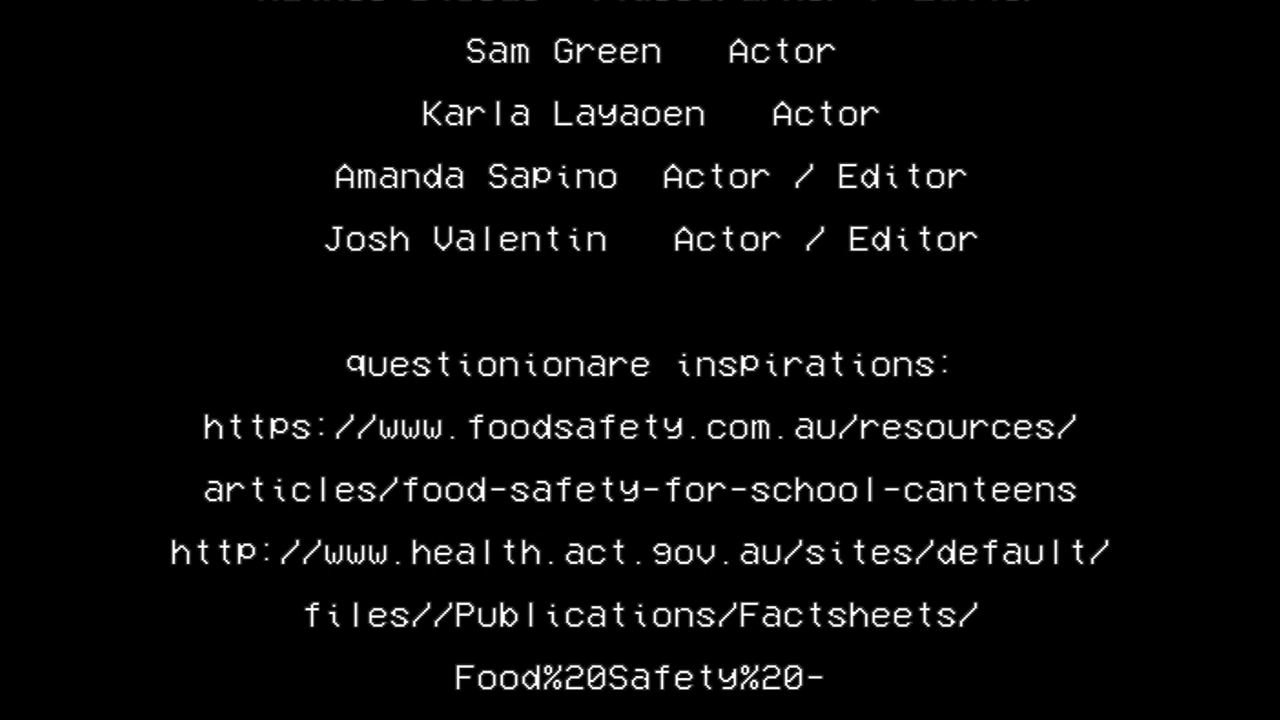 Sam Green Actor
Karla Layaoen Actor
Amanda Sapino Actor / Editor
Josh Valentin Actor / Editor
questionionare inspirations:
https://www.foodsafety.com.au/resources/
articles/food-safety-for-school-canteens
http://www.health.act.gov.au/sites/default/
files//Publications/Factsheets/
Food%20Safety%20-